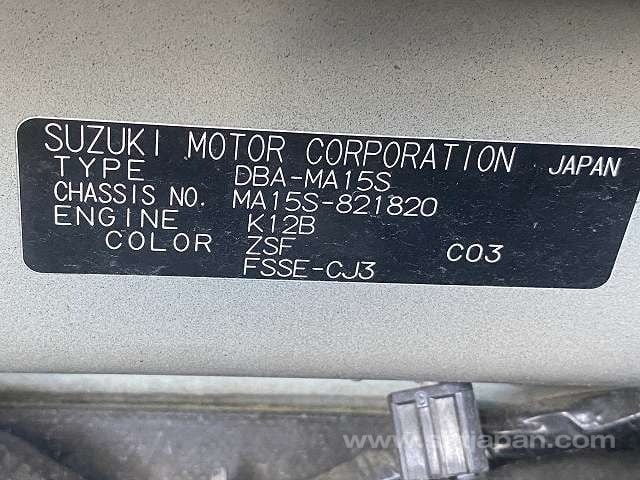 SUZUKI MOTOR CORPORATION JAPAN
TYPE DBA-MA15S
CHASSIS NO. MA15S-821820
ENGINE K12B
COLOR ZSF C03
FSSE-CJ3